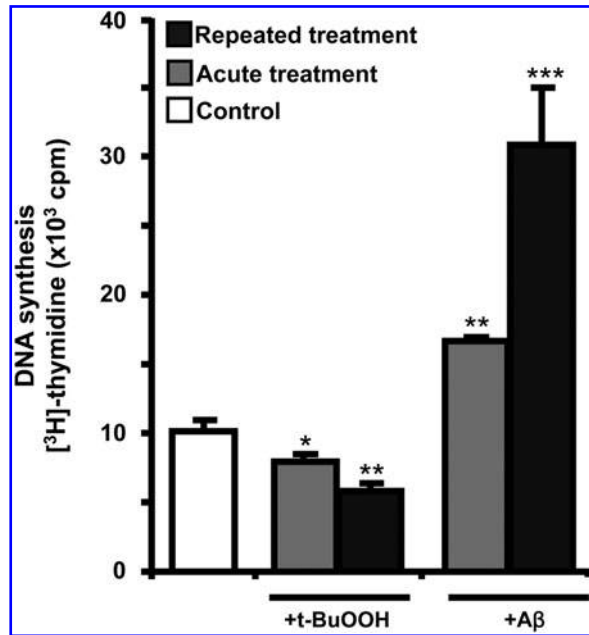 40
Repeated treatment
Acute treatment
Control
***
30
DNA synthesis
[³H]-thymidine (x10³ cpm)
20
**
10
*
**
0
+t-BuOOH
+Aβ